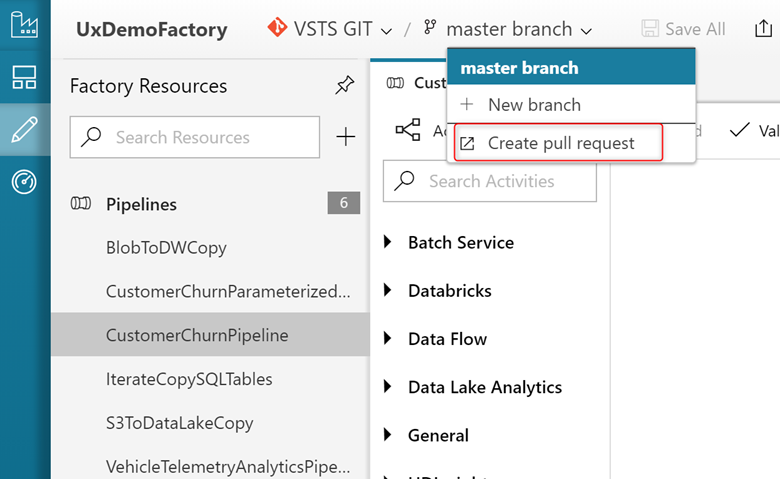 UxDemoFactory
VSTS GIT
/
master branch
Save All
master branch
New branch
Create pull request
Factory Resources
Search Resources
Pipelines
6
BlobToDWCopy
CustomerChurnParameterized...
CustomerChurnPipeline
IterateCopySQLTables
S3ToDataLakeCopy
VehicleTelemetryAnalyticsPipe...
Cust
Ac
Val
Search Activities
Batch Service
Databricks
Data Flow
Data Lake Analytics
General